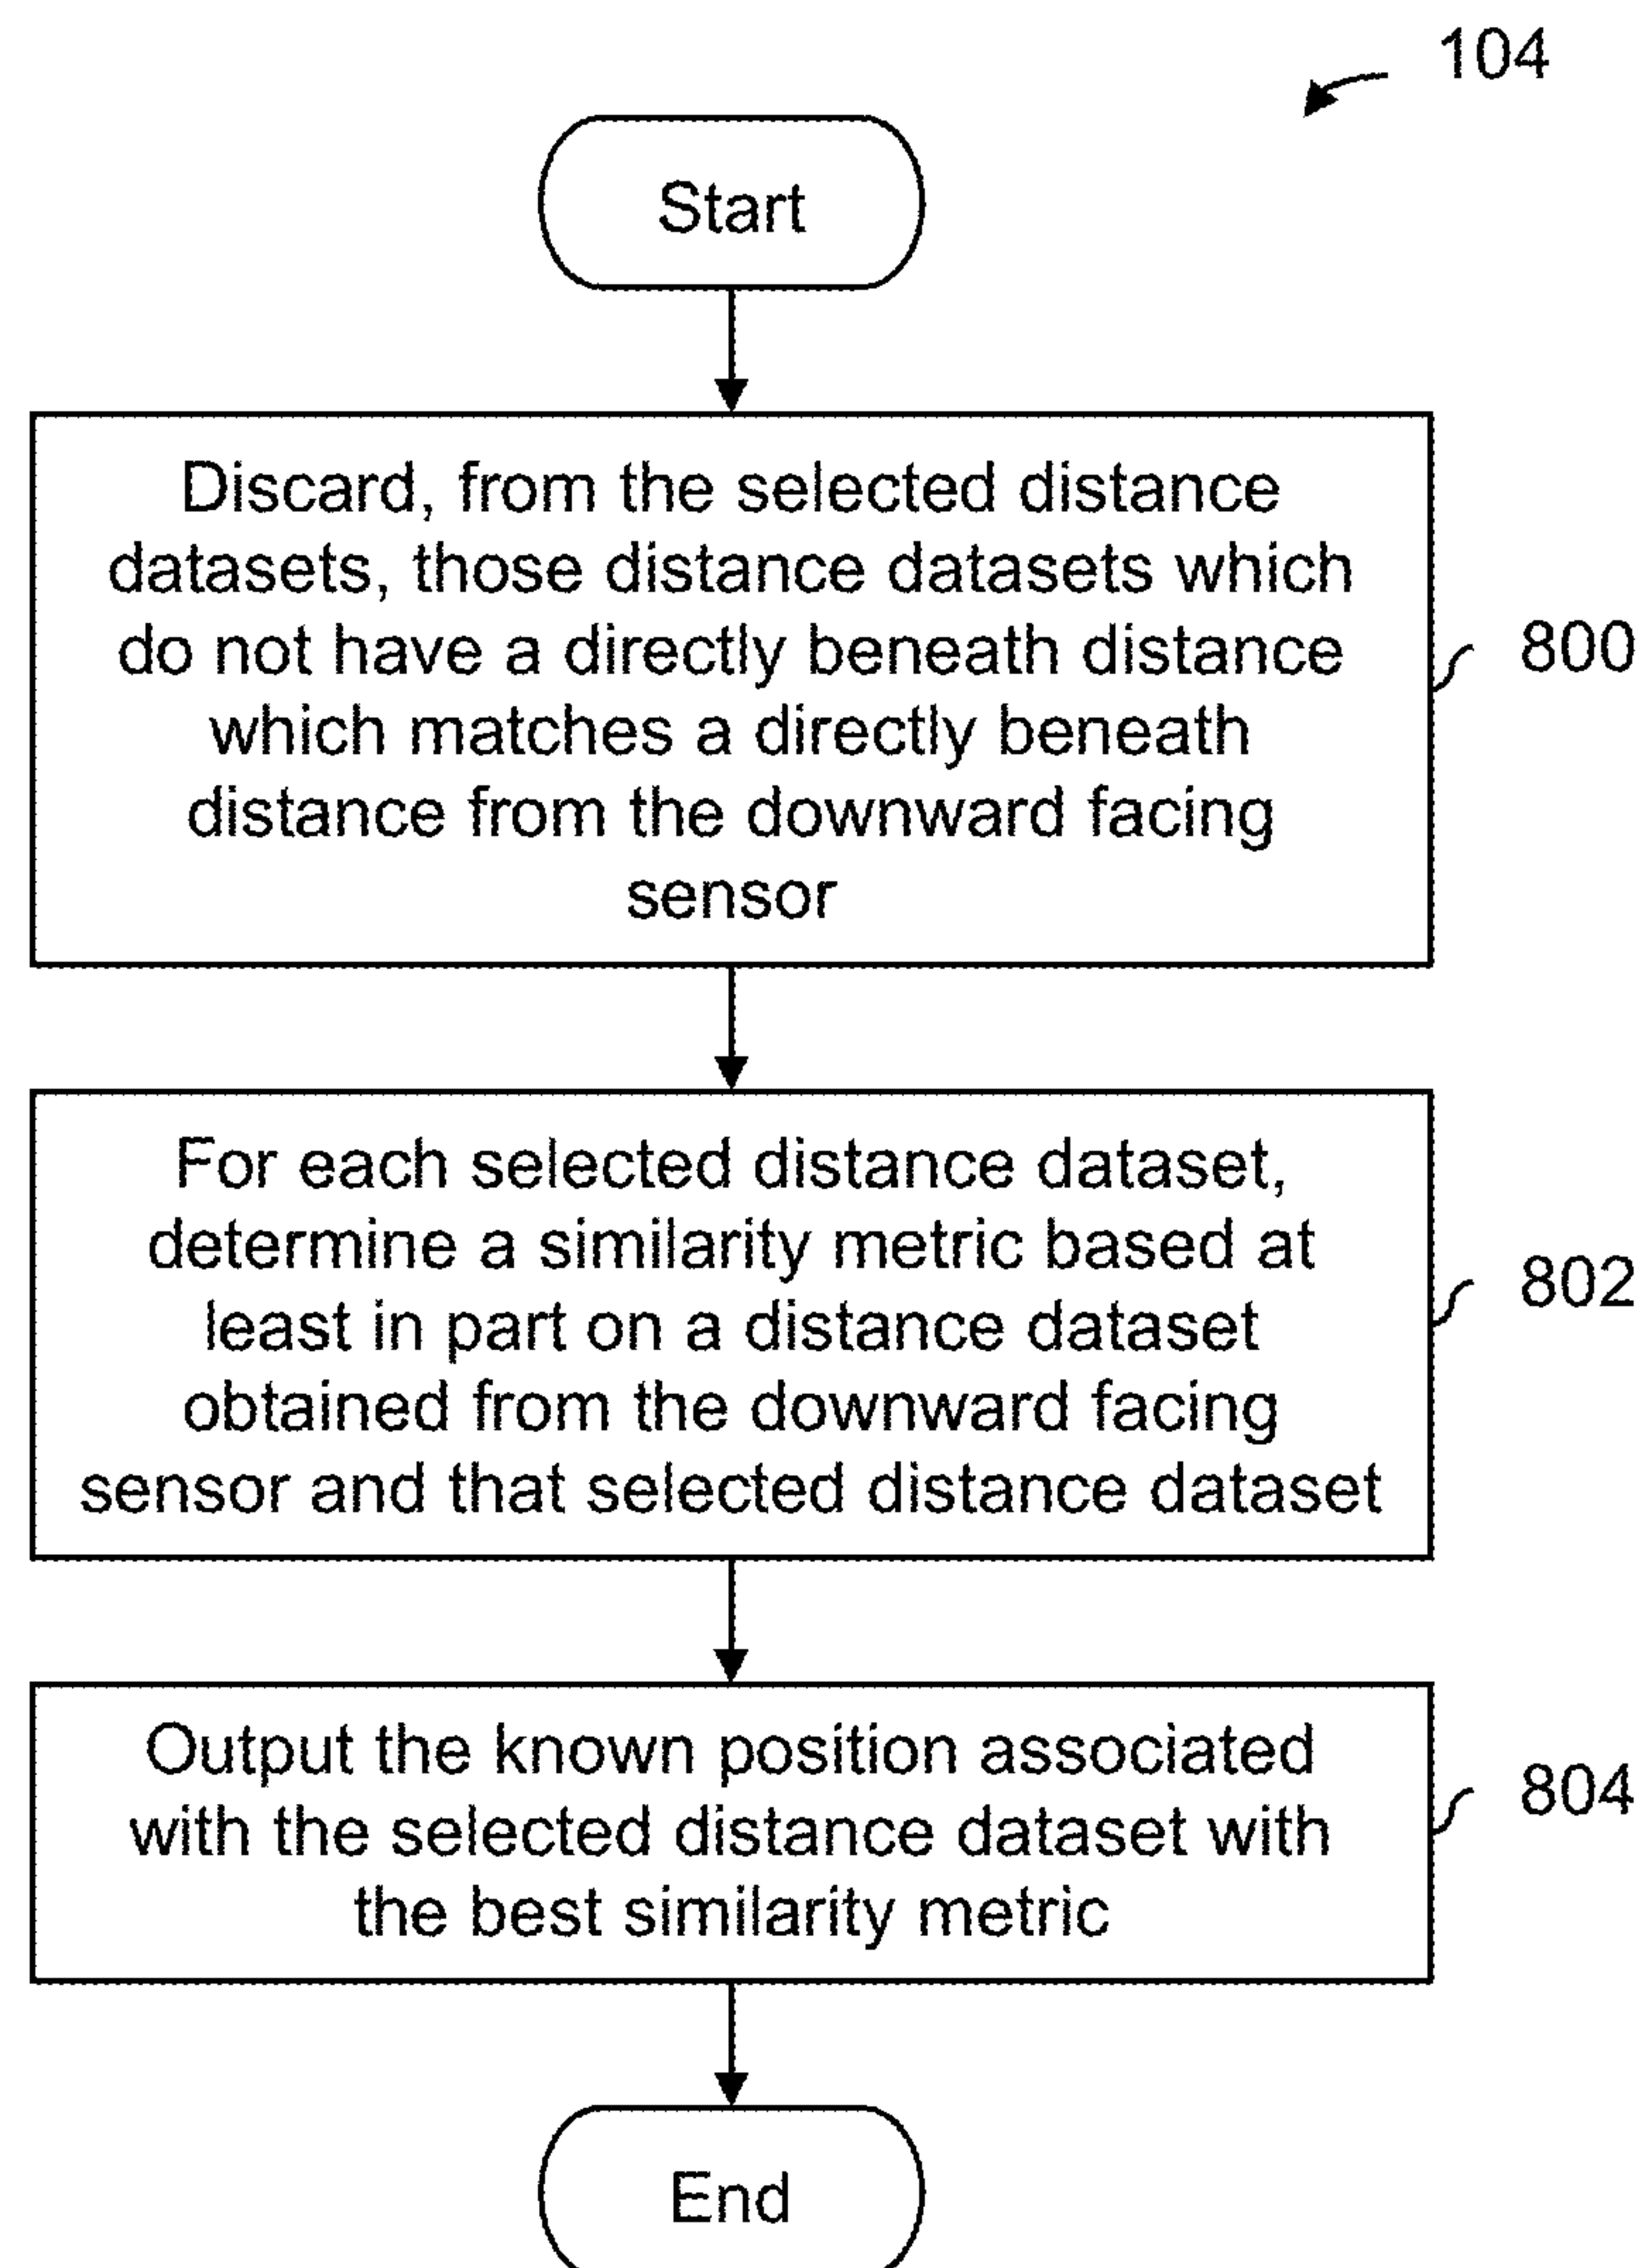 104
Start
Discard, from the selected distance
datasets, those distance datasets which
do not have a directly beneath distance
which matches a directly beneath
distance from the downward facing
sensor
800
For each selected distance dataset,
determine a similarity metric based at
least in part on a distance dataset
obtained from the downward facing
sensor and that selected distance dataset
802
Output the known position associated
with the selected distance dataset with
the best similarity metric
804
End